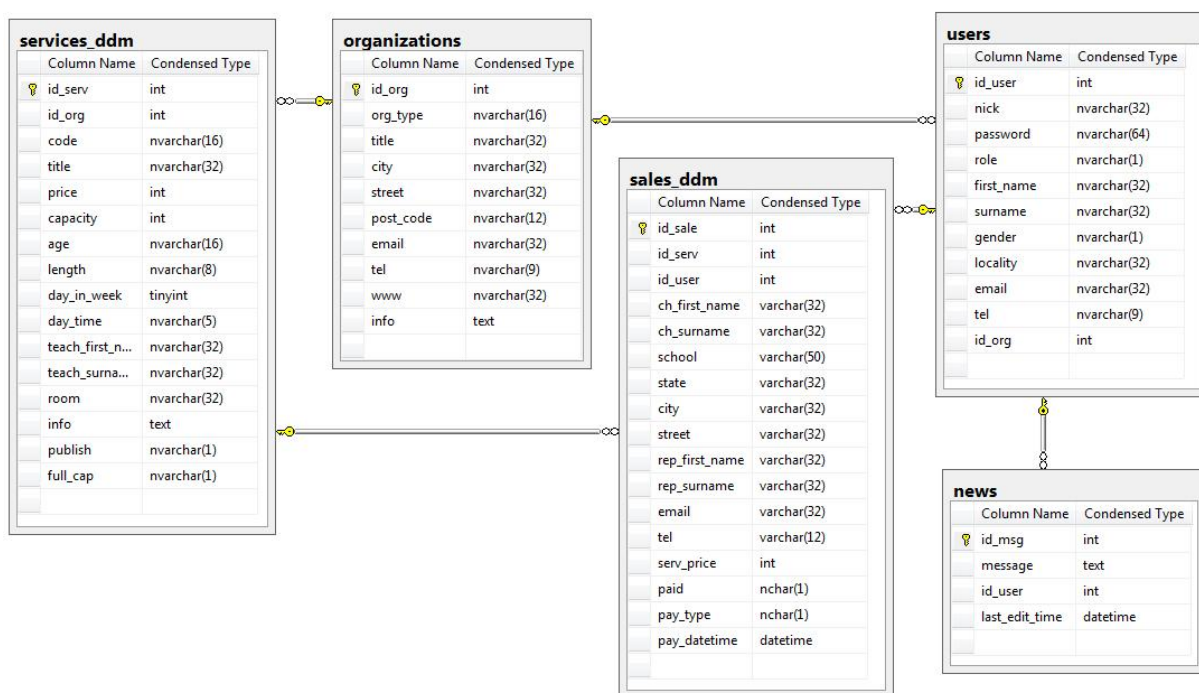 services_ddm
Column Name Condensed Type
id_serv int
id_org int
code nvarchar(16)
title nvarchar(32)
price int
capacity int
age nvarchar(16)
length nvarchar(8)
day_in_week tinyint
day_time nvarchar(5)
teach_first_n... nvarchar(32)
teach_surna... nvarchar(32)
room nvarchar(32)
info text
publish nvarchar(1)
full_cap nvarchar(1)
organizations
Column Name Condensed Type
id_org int
org_type nvarchar(16)
title nvarchar(32)
city nvarchar(32)
street nvarchar(32)
post_code nvarchar(12)
email nvarchar(32)
tel nvarchar(9)
www nvarchar(32)
info text
sales_ddm
Column Name Condensed Type
id_sale int
id_serv int
id_user int
ch_first_name varchar(32)
ch_surname varchar(32)
school varchar(50)
state varchar(32)
city varchar(32)
street varchar(32)
rep_first_name varchar(32)
rep_surname varchar(32)
email varchar(32)
tel varchar(12)
serv_price int
paid nchar(1)
pay_type nchar(1)
pay_datetime datetime
users
Column Name Condensed Type
id_user int
nick nvarchar(32)
password nvarchar(64)
role nvarchar(1)
first_name nvarchar(32)
surname nvarchar(32)
gender nvarchar(1)
locality nvarchar(32)
email nvarchar(32)
tel nvarchar(9)
id_org int
news
Column Name Condensed Type
id_msg int
message text
id_user int
last_edit_time datetime